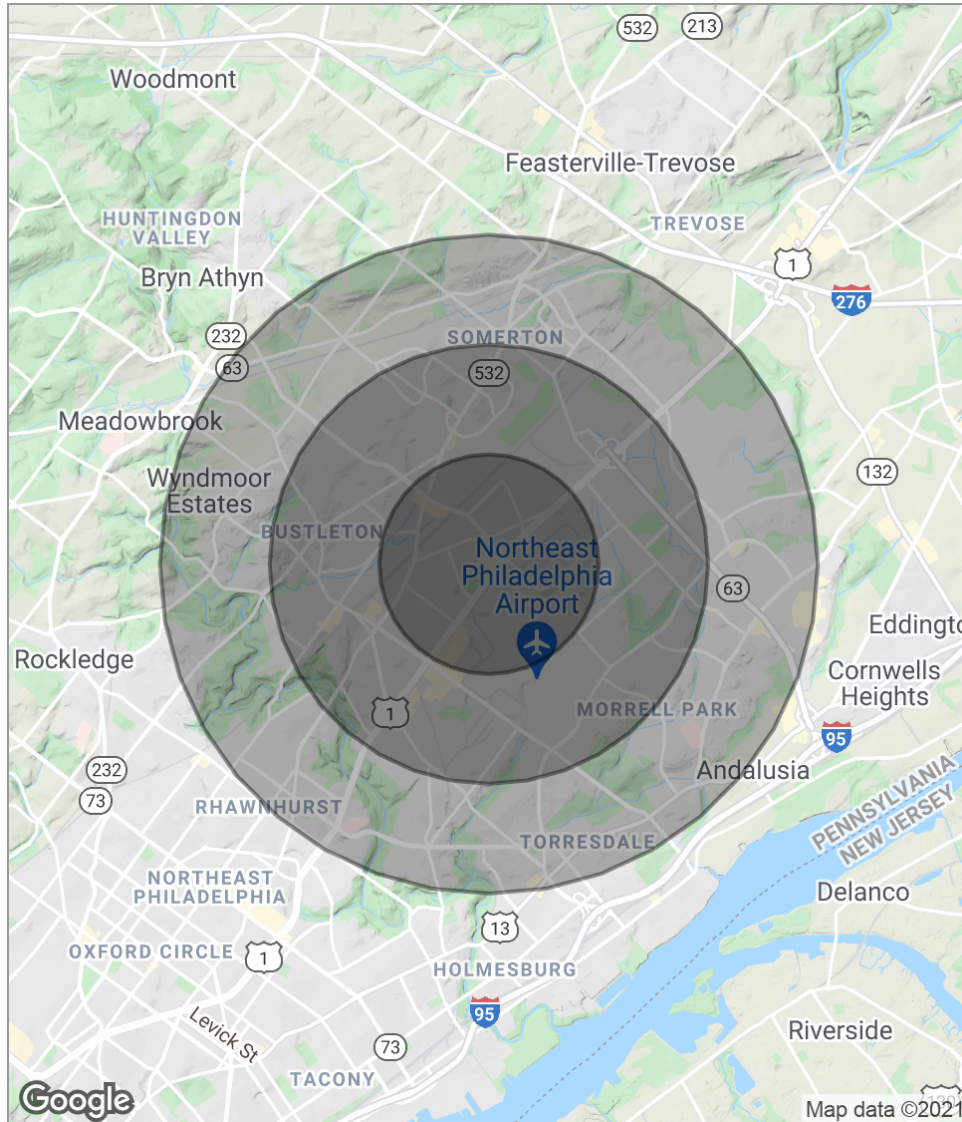 532
213
Woodmont
Feasterville-Trevose
HUNTINGDON
VALLEY
TREVOSE
1
Bryn Athyn
276
232
SOMERTON
63
532
Meadowbrook
132
Wyndmoor
Estates
BUSTLETON
Northeast
Philadelphia
Airport
63
Eddingto
Rockledge
Cornwells
Heights
1
MORRELL PARK
95
232
Andalusia
73
RHAWNHURST
PENNSYLVANIA
NEW JERSEY
TORRESDALE
NORTHEAST
PHILADELPHIA
Delanco
13
OXFORD CIRCLE
1
HOLMESBURG
95
Levick St
73
Riverside
TACONY
Google
130
Map data ©2021